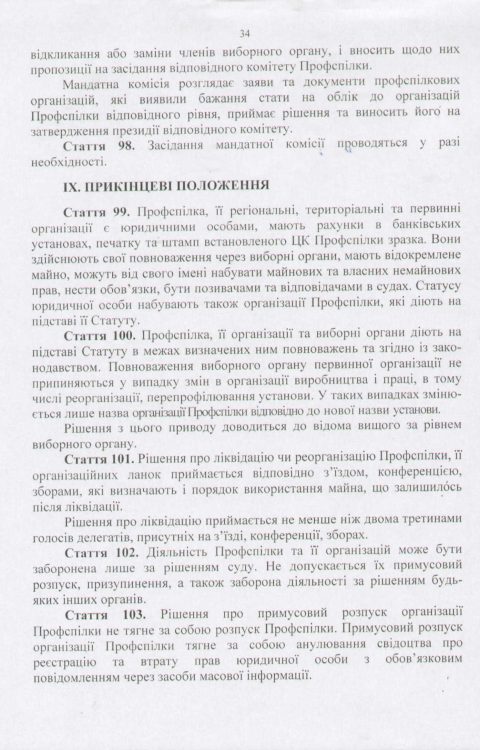 34
відкликання або заміни членів виборного органу, і вносить щодо них
пропозиції на засідання відповідного комітету Профспілки.
Мандатна комісія розглядає заяви та документи профспілкових
організацій, які виявили бажання стати на облік до організацій
Профспілки відповідного рівня, приймає рішення та виносить його на
затвердження президії відповідного комітету.
Стаття 98. Засідання мандатної комісії проводяться у разі
необхідності.
ІХ. ПРИКІНЦЕВІ ПОЛОЖЕННЯ
Стаття 99. Профспілка, її регіональні, територіальні та первинні
організації є юридичними особами, мають рахунки в банківських
установах, печатку та штамп встановленого ЦК Профспілки зразка. Вони
здійснюють свої повноваження через виборні органи, мають відокремлене
майно, можуть від свого імені набувати майнових та власних немайнових
прав, нести обов'язки, бути позивачами та відповідачами в судах. Статусу
юридичної особи набувають також організації Профспілки, які діють на
підставі її Статуту.
Стаття 100. Профспілка, її організації та виборні органи діють на
підставі Статуту в межах визначених ним повноважень та згідно із зако-
нодавством. Повноваження виборного органу первинної організації не
припиняються у випадку змін в організації виробництва і праці, в тому
числі реорганізації, перепрофілювання установи. У таких випадках зміню-
ється лише назва організації Профспілки відповідно до нової назви установи.
Рішення з цього приводу доводиться до відома вищого за рівнем
виборного органу.
Стаття 101. Рішення про ліквідацію чи реорганізацію Профспілки, її
організаційних ланок приймається відповідно з'їздом, конференцією,
зборами, які визначають і порядок використання майна, що залишилось
після ліквідації.
Рішення про ліквідацію приймається не менше ніж двома третинами
голосів делегатів, присутніх на з'їзді, конференції, зборах.
Стаття 102. Діяльність Профспілки та її організацій може бути
заборонена лише за рішенням суду. Не допускається їх примусовий
розпуск, призупинення, а також заборона діяльності за рішенням будь-
яких інших органів.
Стаття 103. Рішення про примусовий розпуск організації
Профспілки не тягне за собою розпуск Профспілки. Примусовий розпуск
організації Профспілки тягне за собою анулювання свідоцтва про
реєстрацію та втрату прав юридичної особи з обов'язковим
повідомленням через засоби масової інформації.